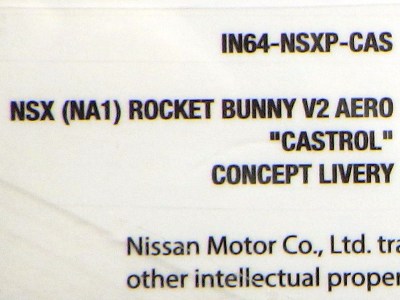 IN64-NSXP-CAS
NSX (NA1) ROCKET BUNNY V2 AERO
"CASTROL"
CONCEPT LIVERY
Nissan Motor Co., Ltd. tra
other intellectual proper